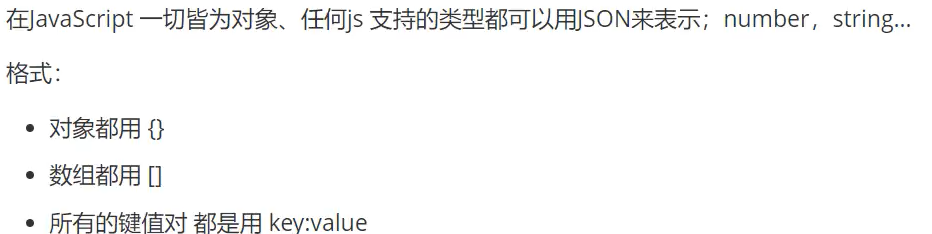 在JavaScript 一切皆为对象、任何js 支持的类型都可以用JSON来表示；number，string...
格式：
• 对象都用 {}
• 数组都用 []
• 所有的键值对 都是用 key:value